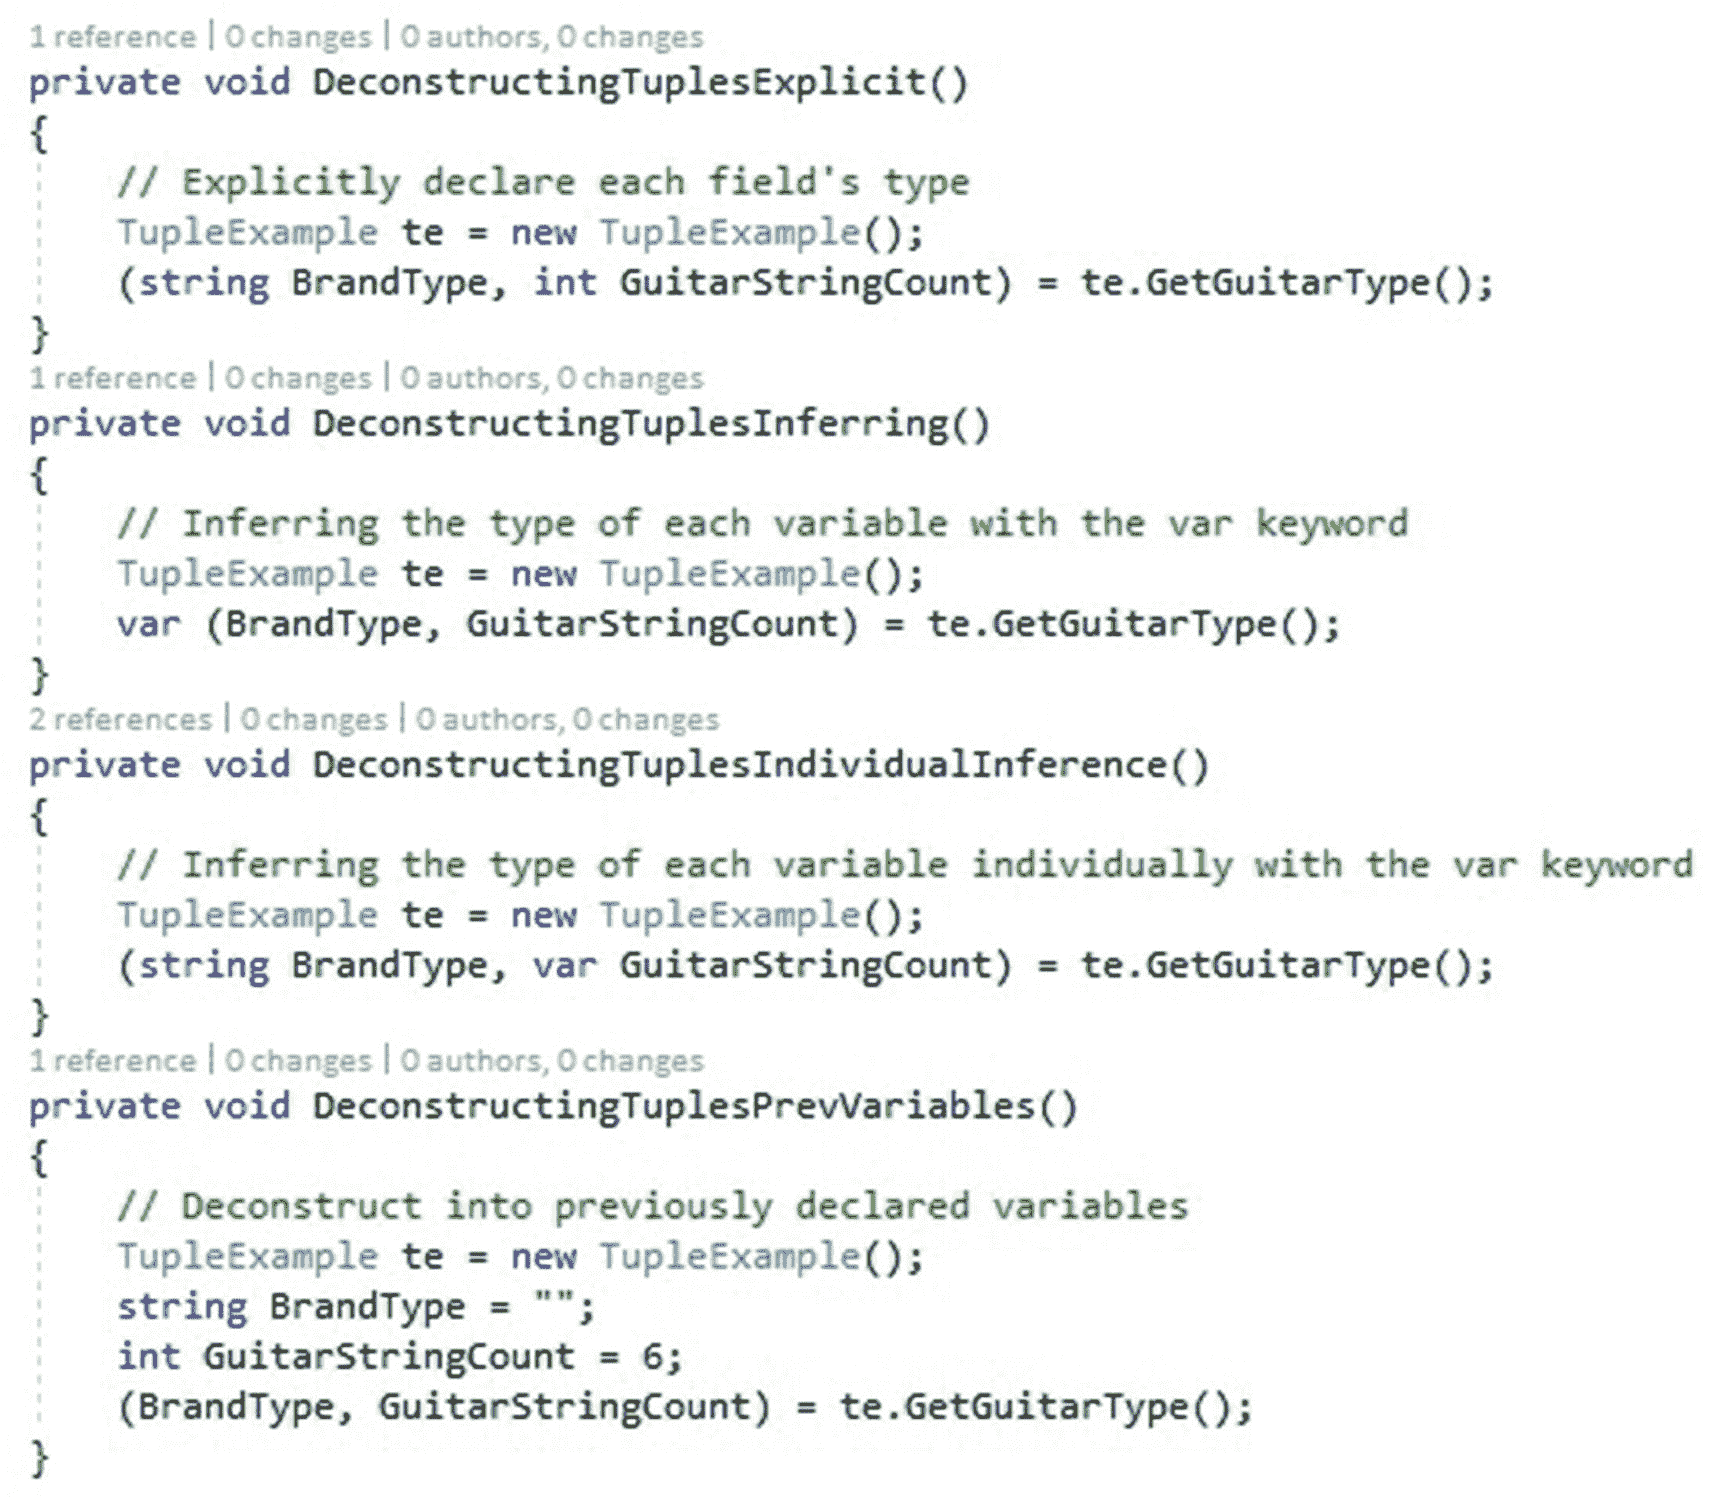 1 reference | 0 changes | 0 authors, 0 changes
private void DeconstructingTuplesExplicit()
{
    // Explicitly declare each field's type
    TupleExample te = new TupleExample();
    (string BrandType, int GuitarStringCount) = te.GetGuitarType();
}
1 reference | 0 changes | 0 authors, 0 changes
private void DeconstructingTuplesInferring()
{
    // Inferring the type of each variable with the var keyword
    TupleExample te = new TupleExample();
    var (BrandType, GuitarStringCount) = te.GetGuitarType();
}
2 references | 0 changes | 0 authors, 0 changes
private void DeconstructingTuplesIndividualInference()
{
    // Inferring the type of each variable individually with the var keyword
    TupleExample te = new TupleExample();
    (string BrandType, var GuitarStringCount) = te.GetGuitarType();
}
1 reference | 0 changes | 0 authors, 0 changes
private void DeconstructingTuplesPrevVariables()
{
    // Deconstruct into previously declared variables
    TupleExample te = new TupleExample();
    string BrandType = "";
    int GuitarStringCount = 6;
    (BrandType, GuitarStringCount) = te.GetGuitarType();
}